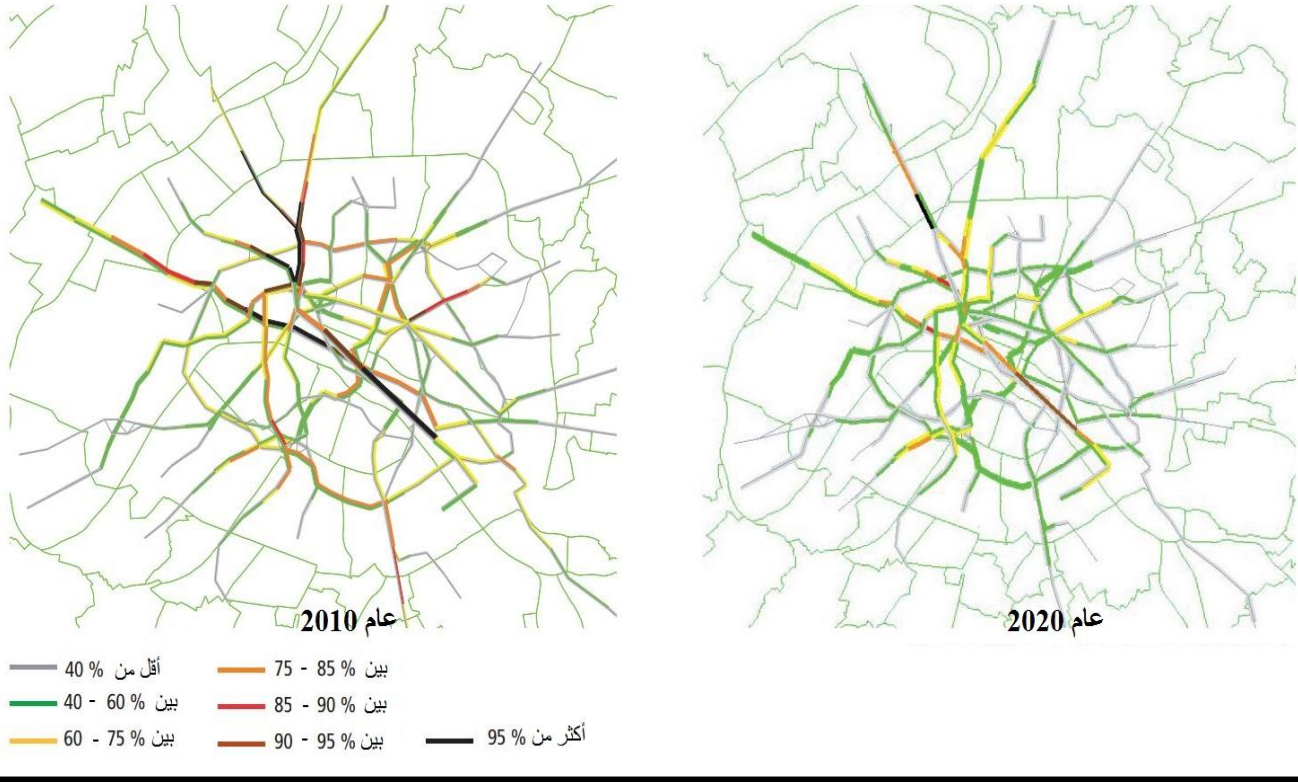 عام 2010
عام 2020
أقل من % 40
بين % 60 - 40
بين % 75 - 60
بين % 85 - 75
بين % 90 - 85
بين % 95 - 90
أكثر من % 95